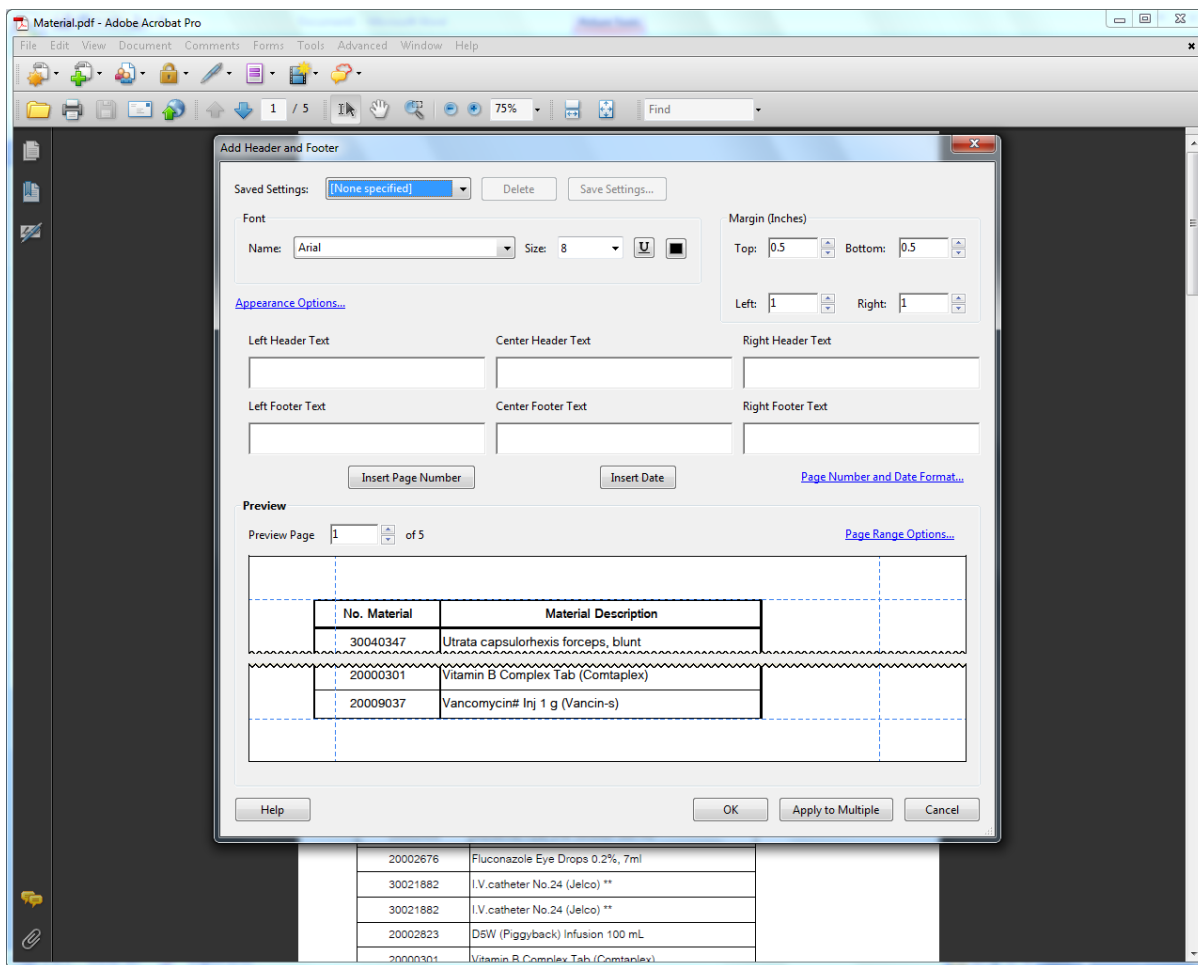 Material.pdf - Adobe Acrobat Pro
File Edit View Document Comments Forms Tools Advanced Window Help
1 / 5 75% Find
Add Header and Footer
Saved Settings: [None specified] Delete Save Settings...
Font Margin (Inches)
Name: Arial Size: 8 U Top: 0.5 Bottom: 0.5
Appearance Options... Left: 1 Right: 1
Left Header Text Center Header Text Right Header Text
Left Footer Text Center Footer Text Right Footer Text
Insert Page Number Insert Date Page Number and Date Format...
Preview
Preview Page 1 of 5 Page Range Options...
No. Material Material Description
30040347 Utrata capsulorhexis forceps, blunt
20000301 Vitamin B Complex Tab (Comtaplex)
20009037 Vancomycin# Inj 1 g (Vancin-s)
Help OK Apply to Multiple Cancel
20002676 Fluconazole Eye Drops 0.2%, 7ml
30021882 I.V.catheter No.24 (Jelco) **
30021882 I.V.catheter No.24 (Jelco) **
20002823 D5W (Piggyback) Infusion 100 mL
20000301 Vitamin B Complex Tab (Comtaplex)